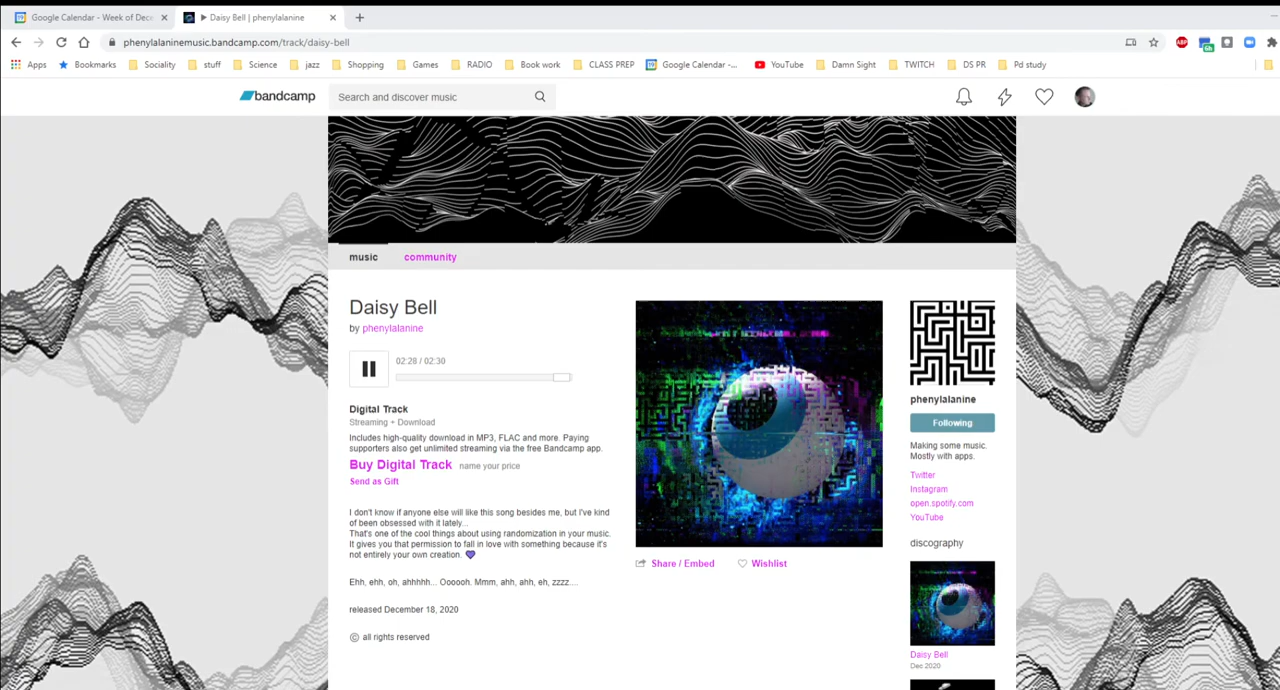 Google Calendar - Week of Dece
Daisy Bell | phenylalanine
phenylalaninemusic.bandcamp.com/track/daisy-bell
Apps Bookmarks Sociality stuff Science jazz Shopping Games RADIO Book work CLASS PREP Google Calendar -... YouTube Damn Sight TWITCH DS PR Pd study
bandcamp
Search and discover music
music community
Daisy Bell
by phenylalanine
02:28 / 02:30
Digital Track
Streaming + Download
Includes high-quality download in MP3, FLAC and more. Paying
supporters also get unlimited streaming via the free Bandcamp app.
Buy Digital Track name your price
Send as Gift
I don't know if anyone else will like this song besides me, but I've kind
of been obsessed with it lately...
That's one of the cool things about using randomization in your music.
It gives you that permission to fall in love with something because it's
not entirely your own creation. 💜
Ehh, ehh, oh, ahhhhh... Oooooh. Mmm, ahh, ahh, eh, zzzz....
released December 18, 2020
© all rights reserved
Share / Embed Wishlist
phenylalanine
Following
Making some music.
Mostly with apps.
Twitter
Instagram
open.spotify.com
YouTube
discography
Daisy Bell
Dec 2020